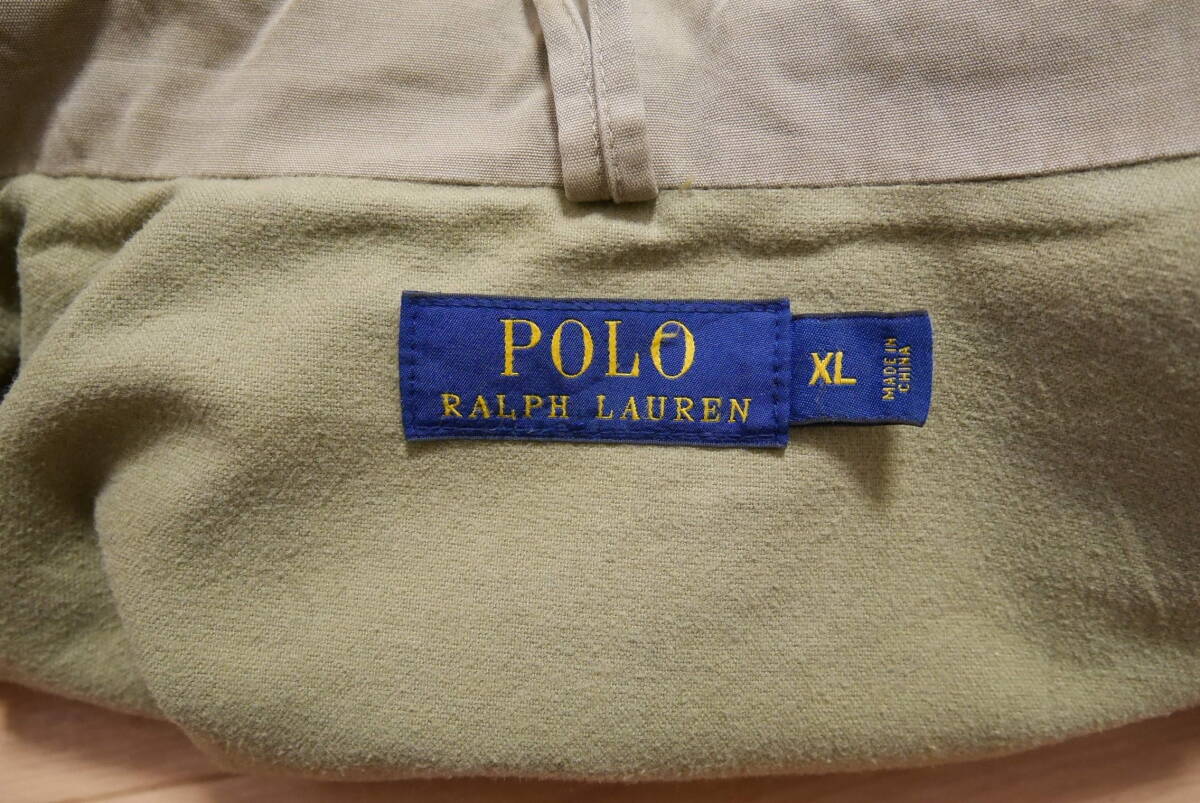 POLO
RALPH LAUREN
XL
MADE IN
CHINA